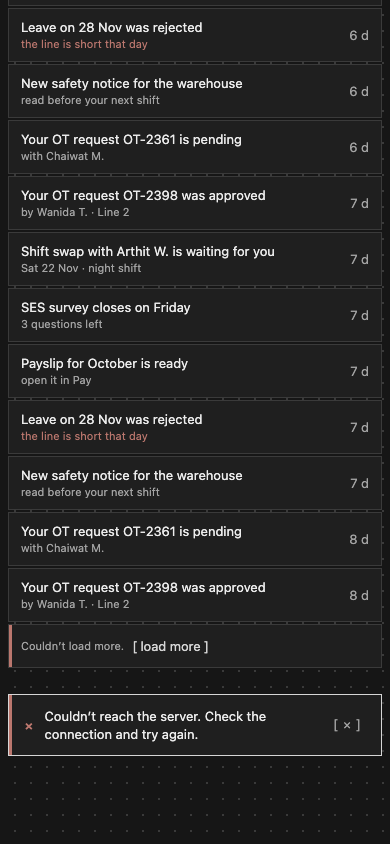 Leave on 28 Nov was rejected
the line is short that day
6 d
New safety notice for the warehouse
read before your next shift
6 d
Your OT request OT-2361 is pending
with Chaiwat M.
6 d
Your OT request OT-2398 was approved
by Wanida T. · Line 2
7 d
Shift swap with Arthit W. is waiting for you
Sat 22 Nov · night shift
7 d
SES survey closes on Friday
3 questions left
7 d
Payslip for October is ready
open it in Pay
7 d
Leave on 28 Nov was rejected
the line is short that day
7 d
New safety notice for the warehouse
read before your next shift
7 d
Your OT request OT-2361 is pending
with Chaiwat M.
8 d
Your OT request OT-2398 was approved
by Wanida T. · Line 2
8 d
Couldn’t load more. [ load more ]
× Couldn’t reach the server. Check the [ × ]
connection and try again.